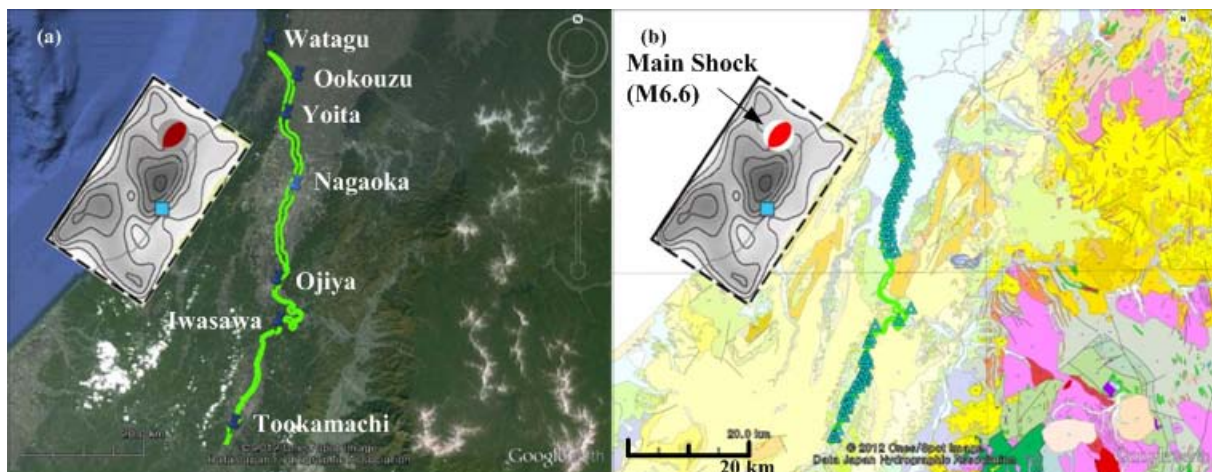 (a)
Watagu
Ookouzu
Yoita
Nagaoka
Ojiya
Iwasawa
Tookamachi
Google
(b)
N
Main Shock
(M6.6)
20.0 km
© 2012 Ones/Spot Image
Data Japan Hydrographic Association
20 km